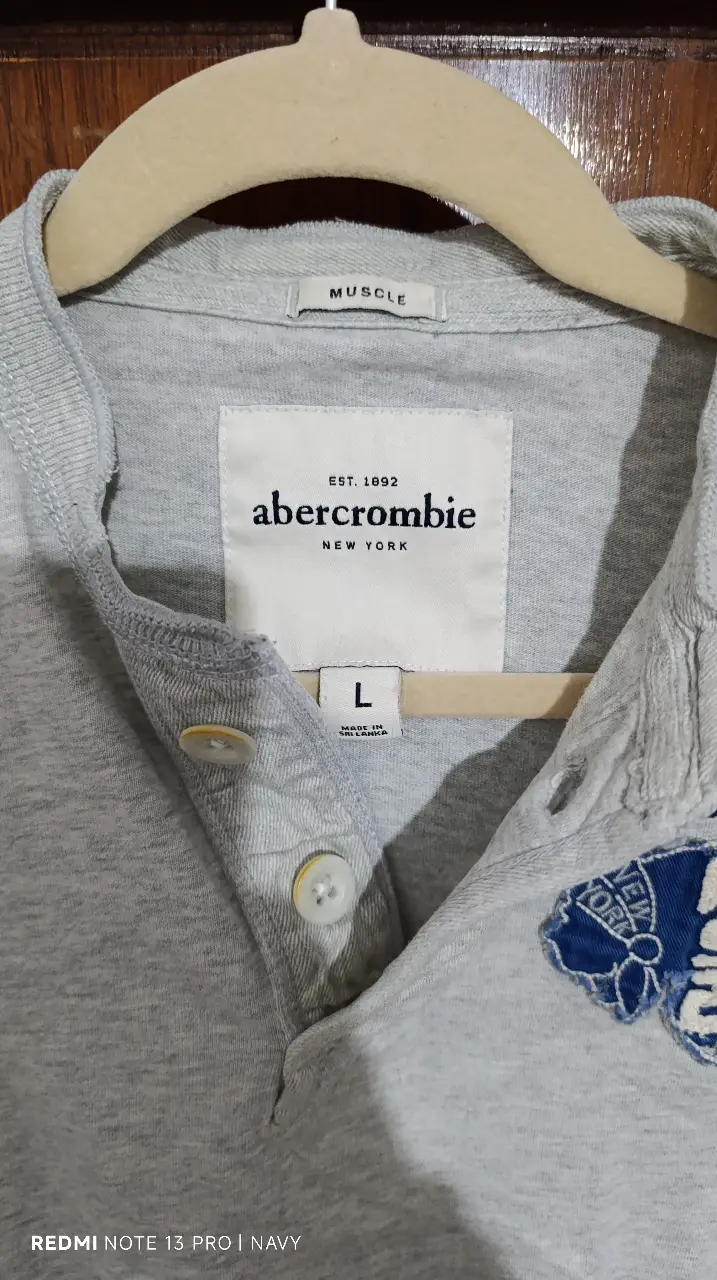 MUSCLE
EST. 1892
abercrombie
NEW YORK
L
MADE IN
SRI LANKA
NEW
YORK
REDMI NOTE 13 PRO | NAVY